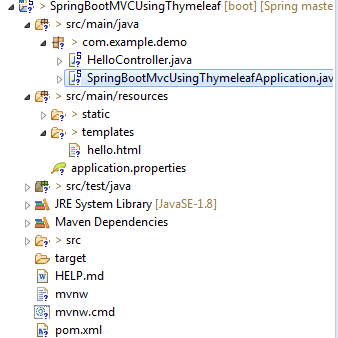 > SpringBootMVCUsingThymeleaf [boot] [Spring maste
> src/main/java
> com.example.demo
> HelloController.java
> SpringBootMvcUsingThymeleafApplication.jav
> src/main/resources
> static
> templates
hello.html
application.properties
> src/test/java
JRE System Library [JavaSE-1.8]
Maven Dependencies
> src
target
HELP.md
mvnw
mvnw.cmd
pom.xml